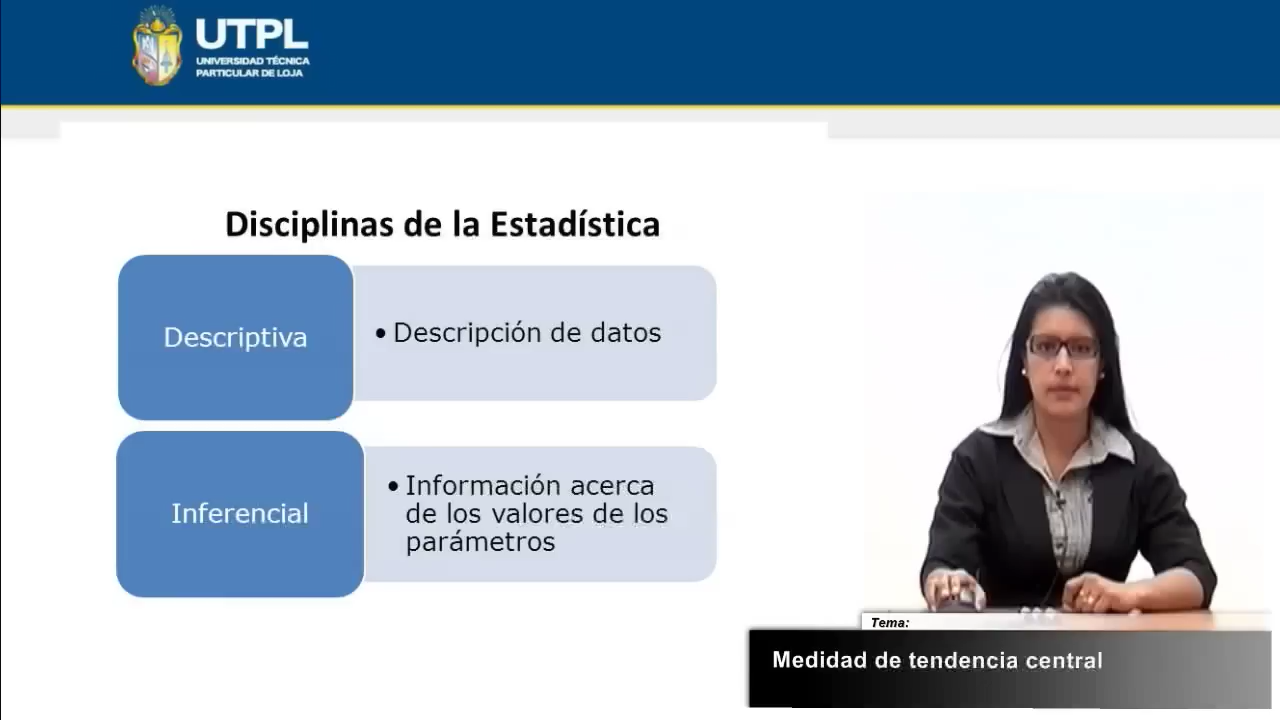 UTPL
UNIVERSIDAD TÉCNICA
PARTICULAR DE LOJA
Disciplinas de la Estadística
Descriptiva
• Descripción de datos
Inferencial
• Información acerca
de los valores de los
parámetros
Tema:
Medidad de tendencia central